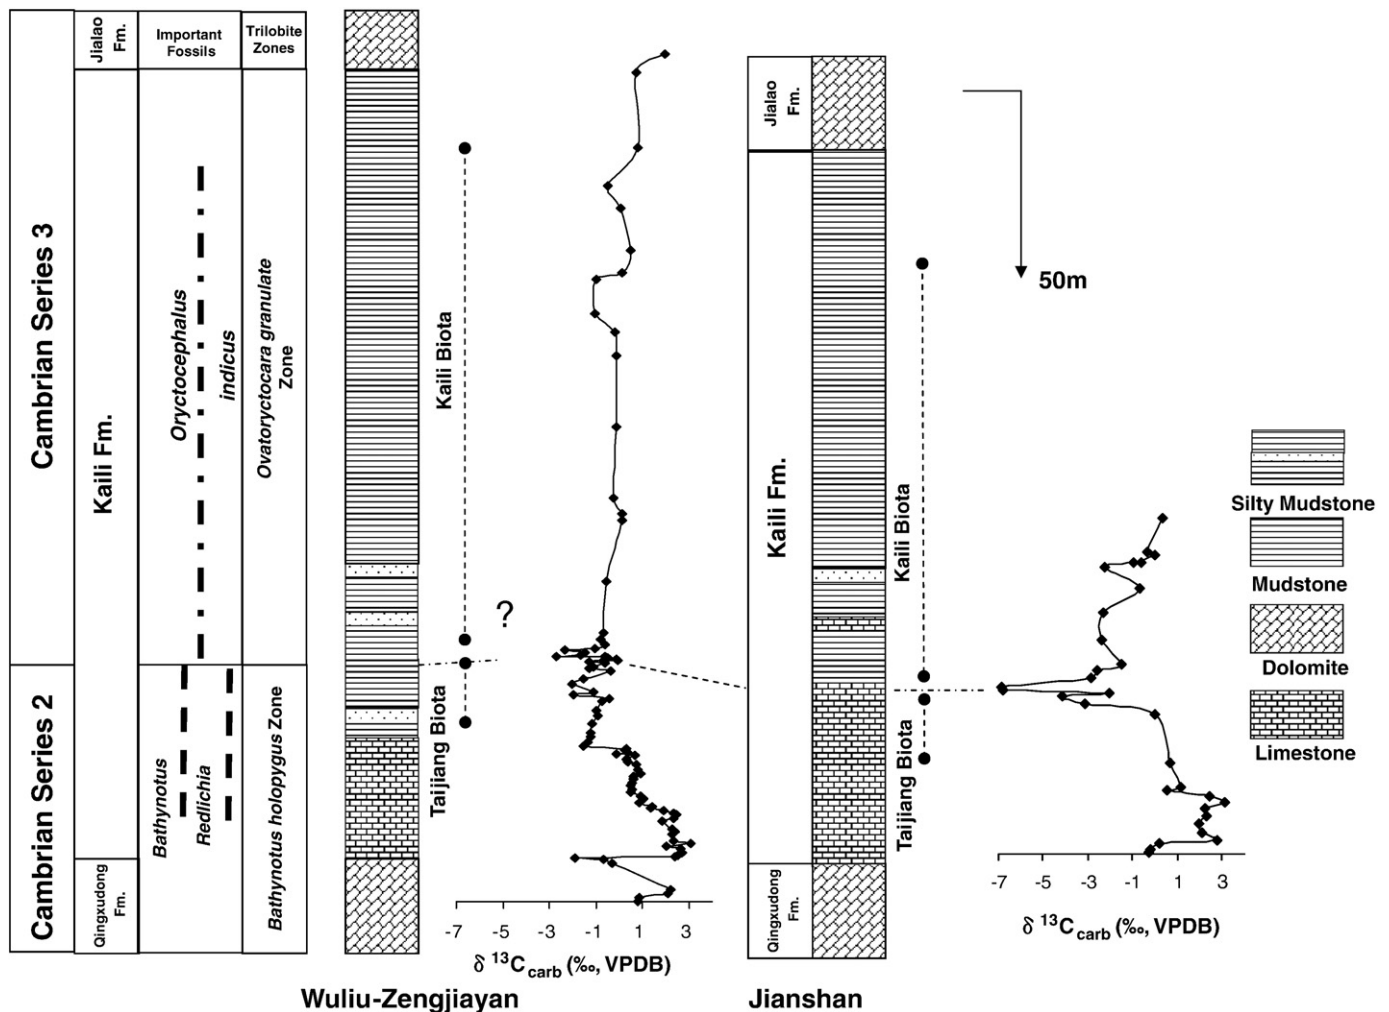 Cambrian Series 3
Cambrian Series 2
Jialao
Fm.
Kaili Fm.
Qingxudong
Fm.
Important
Fossils
Oryctocephalus
indicus
Bathynotus
Redlichia
Trilobite
Zones
Ovatoryctocara granulate
Zone
Bathynotus holopygus Zone
Kaili Biota
Taijiang Biota
?
-7 -5 -3 -1 1 3
δ 13Ccarb (‰, VPDB)
Wuliu-Zengjiayan
Jialao
Fm.
Kaili Fm.
Qingxudong
Fm.
Kaili Biota
Taijiang Biota
50m
-7 -5 -3 -1 1 3
δ 13Ccarb (‰, VPDB)
Jianshan
Silty Mudstone
Mudstone
Dolomite
Limestone